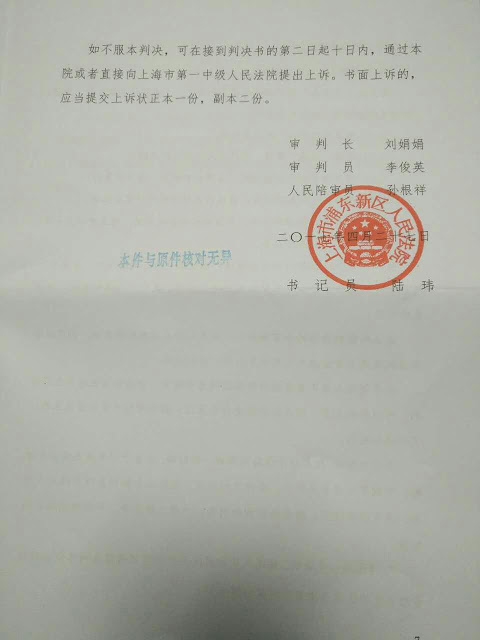 如不服本判决，可在接到判决书的第二日起十日内，通过本
院或者直接向上海市第一中级人民法院提出上诉。书面上诉的，
应当提交上诉状正本一份，副本二份。
审 判 长 刘娟娟
审 判 员 李俊英
人民陪审员 孙根祥
二〇一七年四月二十七日
上海市浦东新区人民法院
本件与原件核对无异
书 记 员 陆 玮
7